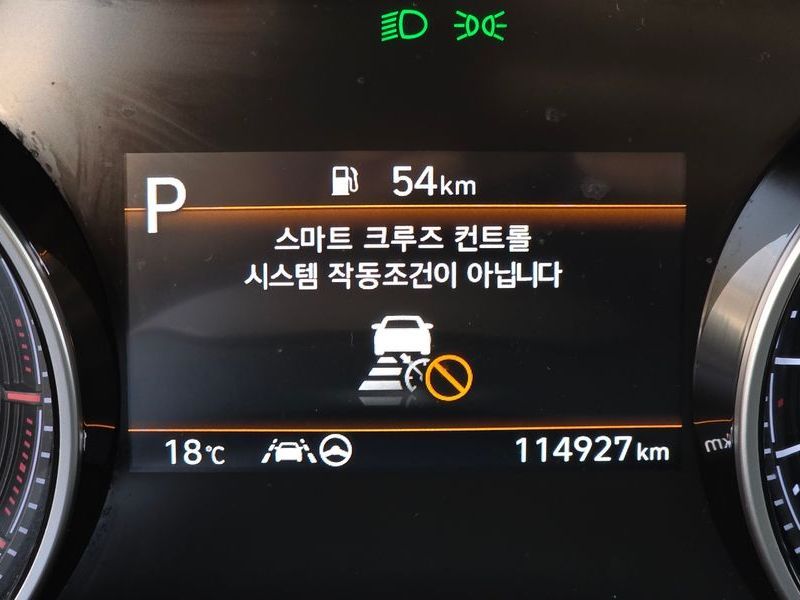 P
54km
스마트 크루즈 컨트롤
시스템 작동조건이 아닙니다
18℃
114927km
km